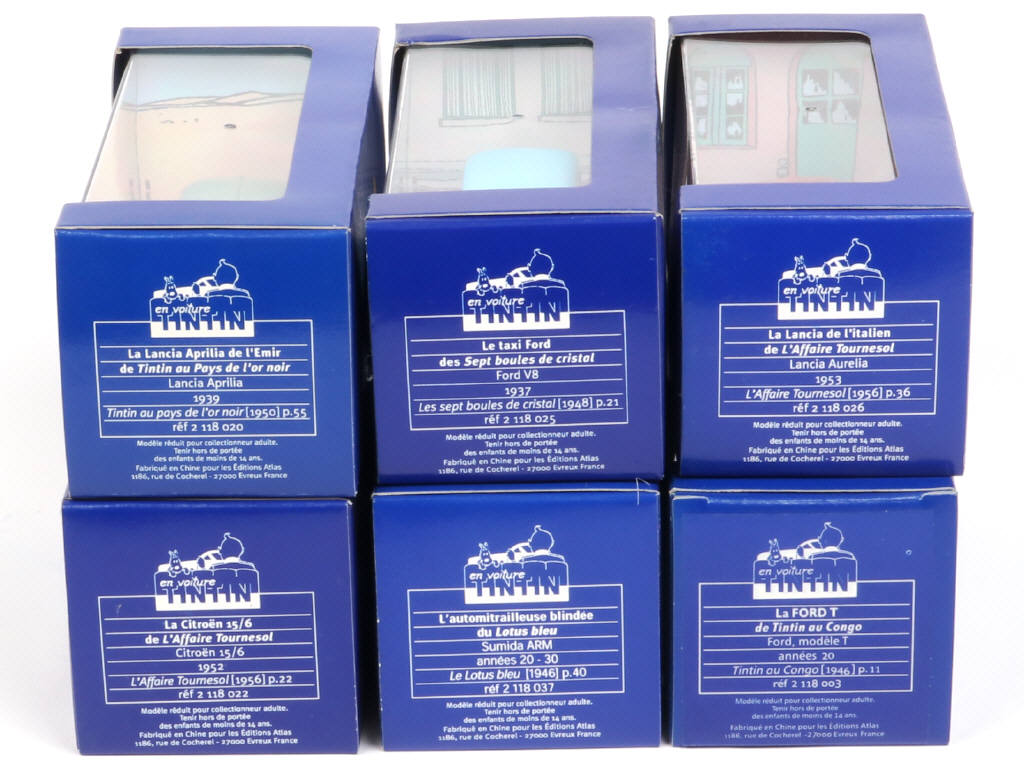 en voiture
TINTIN
La Lancia Aprilia de l'Emir
de Tintin au Pays de l'or noir
Lancia Aprilia
1939
Tintin au pays de l'or noir [1950] p.55
réf 2 118 020
Modèle réduit pour collectionneur adulte.
Tenir hors de portée
des enfants de moins de 14 ans.
Fabriqué en Chine pour les Éditions Atlas
1186, rue de Cocherel - 27000 Evreux France
en voiture
TINTIN
Le taxi Ford
des Sept boules de cristal
Ford V8
1937
Les sept boules de cristal [1948] p.21
réf 2 118 025
Modèle réduit pour collectionneur adulte.
Tenir hors de portée
des enfants de moins de 14 ans.
Fabriqué en Chine pour les Éditions Atlas
1186, rue de Cocherel - 27000 Evreux France
en voiture
TINTIN
La Lancia de l'italien
de L'Affaire Tournesol
Lancia Aurelia
1953
L'Affaire Tournesol [1956] p.36
réf 2 118 026
Modèle réduit pour collectionneur adulte.
Tenir hors de portée
des enfants de moins de 14 ans.
Fabriqué en Chine pour les Éditions Atlas
1186, rue de Cocherel - 27000 Evreux France
en voiture
TINTIN
La Citroën 15/6
de L'Affaire Tournesol
Citroën 15/6
1952
L'Affaire Tournesol [1956] p.22
réf 2 118 022
Modèle réduit pour collectionneur adulte.
Tenir hors de portée
des enfants de moins de 14 ans.
Fabriqué en Chine pour les Éditions Atlas
1186, rue de Cocherel - 27000 Evreux France
en voiture
TINTIN
L'automitrailleuse blindée
du Lotus bleu
Sumida ARM
années 20 - 30
Le Lotus bleu [1946] p.40
réf 2 118 037
Modèle réduit pour collectionneur adulte.
Tenir hors de portée
des enfants de moins de 14 ans.
Fabriqué en Chine pour les Éditions Atlas
1186, rue de Cocherel - 27000 Evreux France
en voiture
TINTIN
La FORD T
de Tintin au Congo
Ford, modèle T
années 20
Tintin au Congo [1946] p.11
réf 2 118 003
Modèle réduit pour collectionneur adulte.
Tenir hors de portée
des enfants de moins de 14 ans.
Fabriqué en Chine pour les Éditions Atlas
1186, rue de Cocherel - 27000 Evreux France